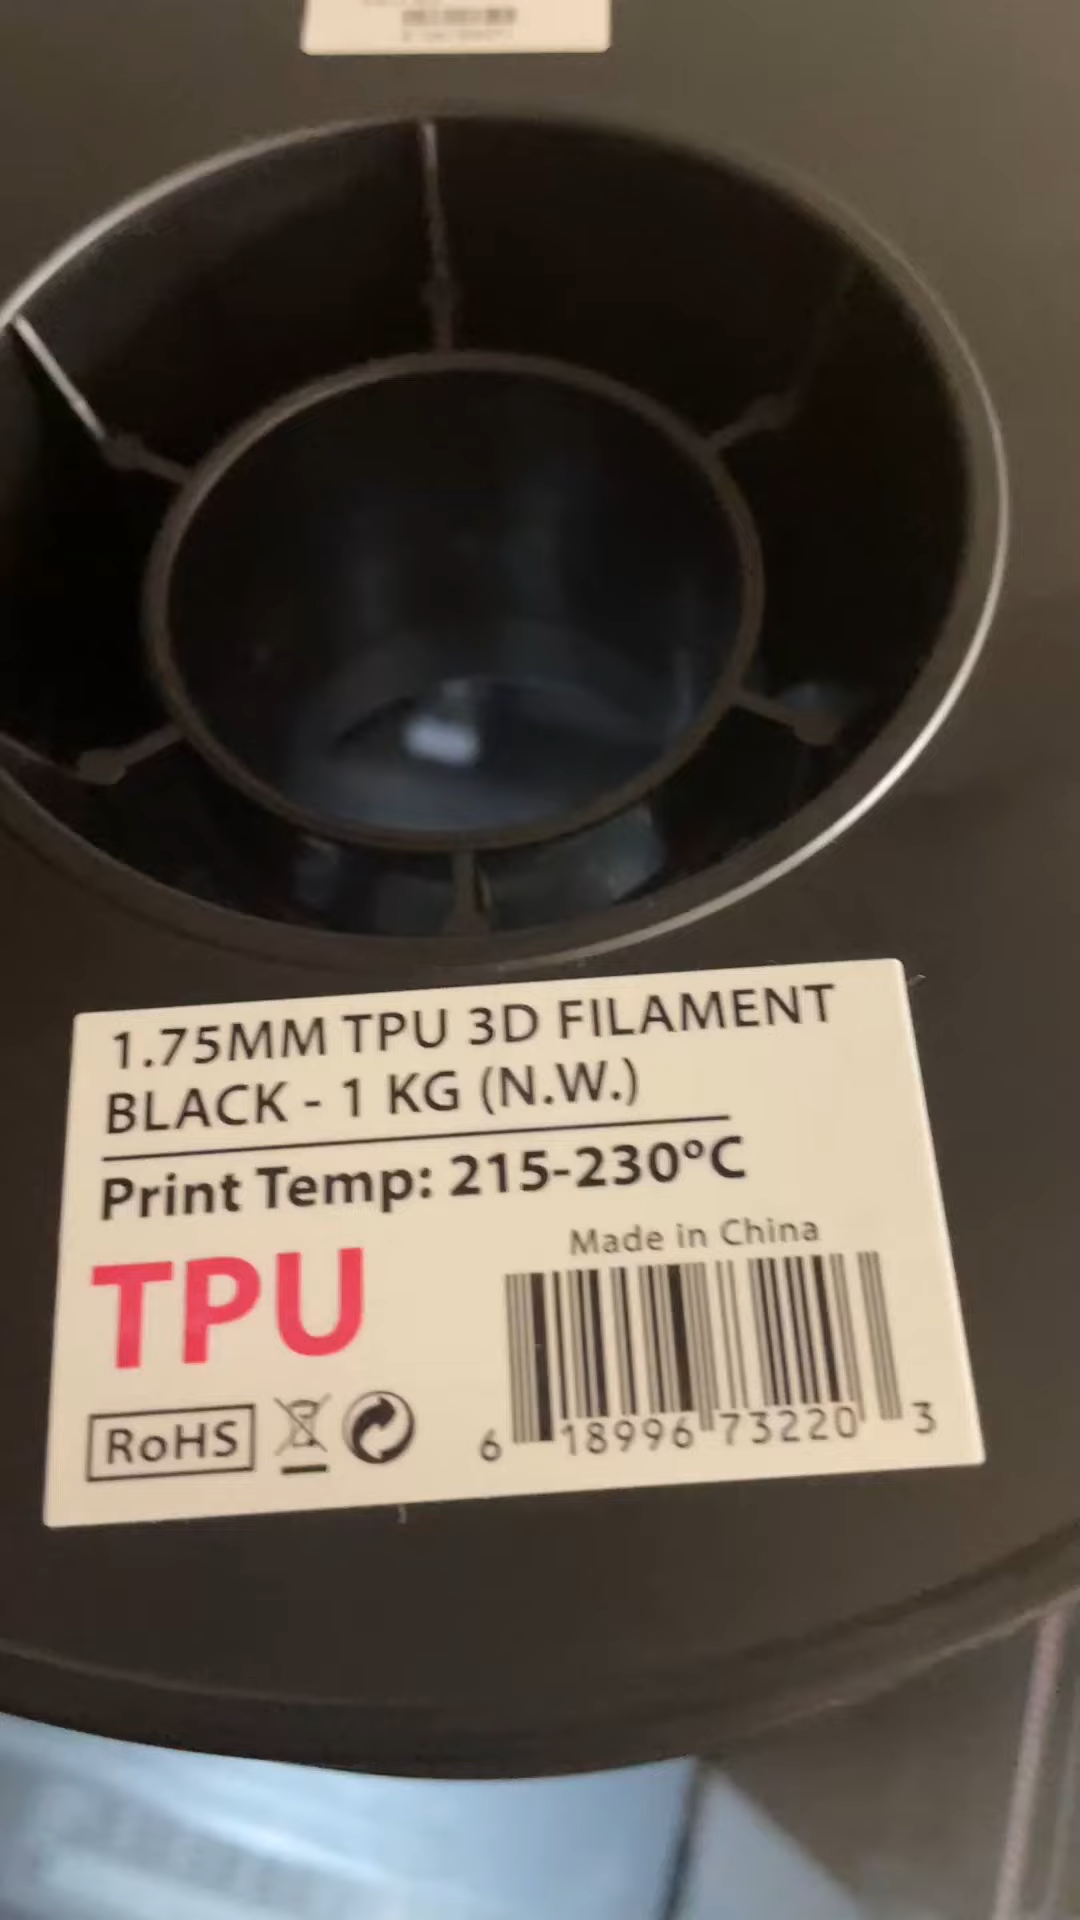 1.75MM TPU 3D FILAMENT
BLACK - 1 KG (N.W.)
Print Temp: 215-230°C
Made in China
TPU
RoHS
6 18996 73220 3